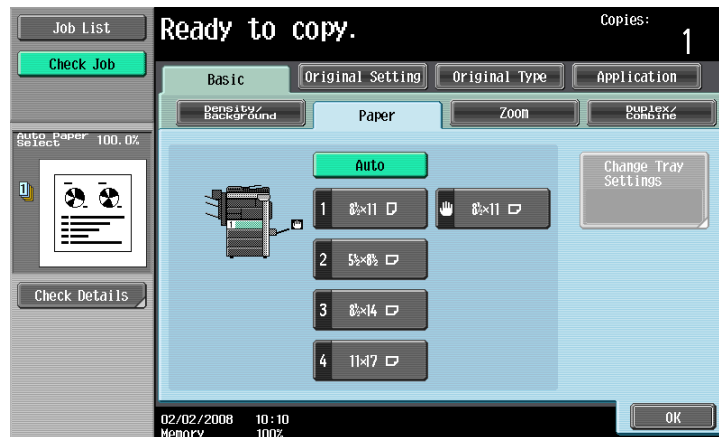 Job List
Ready to copy.
Copies:
1
Check Job
Basic
Original Setting
Original Type
Application
Density/
Background
Paper
Zoom
Duplex/
Combine
Auto Paper
Select
100.0%
Auto
Change Tray
Settings
1
1 8½×11
8½×11
1
2 5½×8½
Check Details
3 8½×14
4 11×17
02/02/2008 10:10
Memory 100%
OK